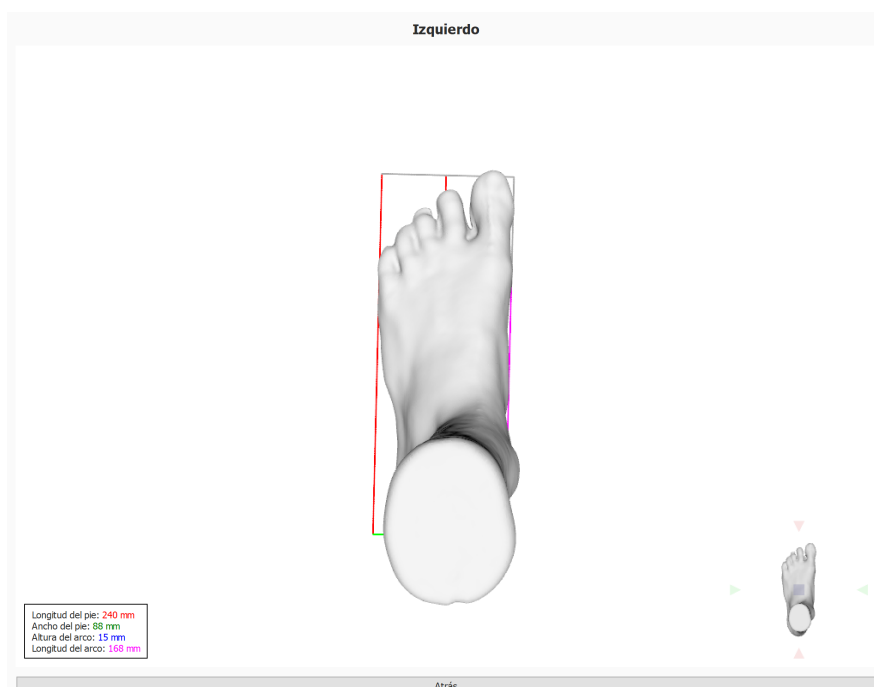 Izquierdo
Longitud del pie: 240 mm
Ancho del pie: 88 mm
Altura del arco: 15 mm
Longitud del arco: 168 mm
Atrás